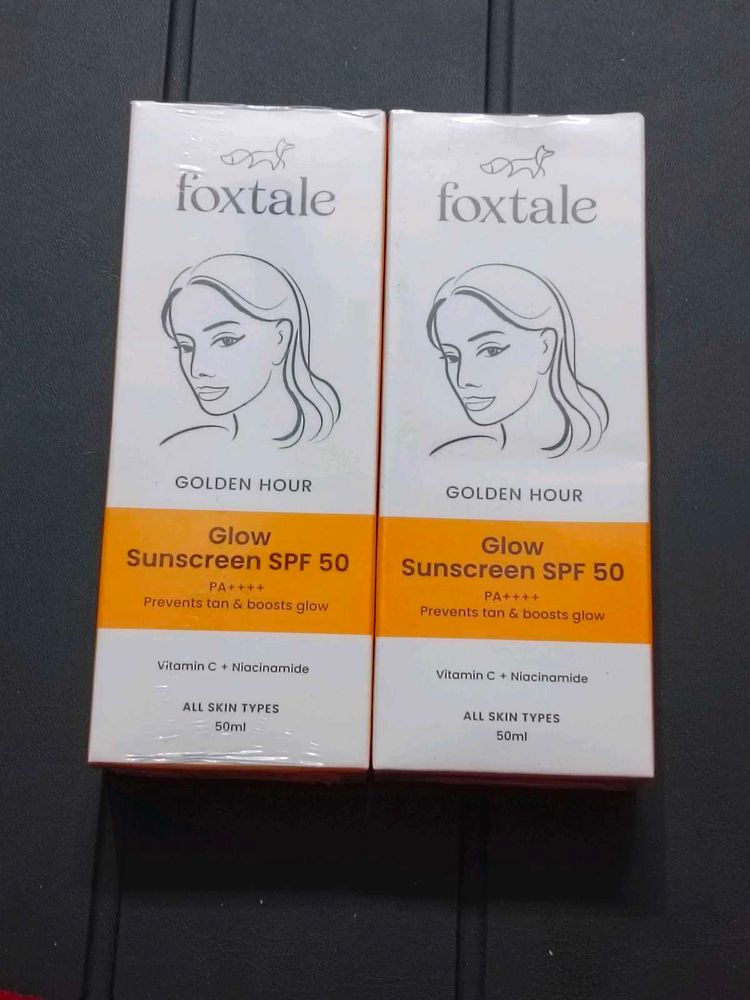 foxtale
GOLDEN HOUR
Glow
Sunscreen SPF 50
PA++++
Prevents tan & boosts glow
Vitamin C + Niacinamide
ALL SKIN TYPES
50ml
foxtale
GOLDEN HOUR
Glow
Sunscreen SPF 50
PA++++
Prevents tan & boosts glow
Vitamin C + Niacinamide
ALL SKIN TYPES
50ml